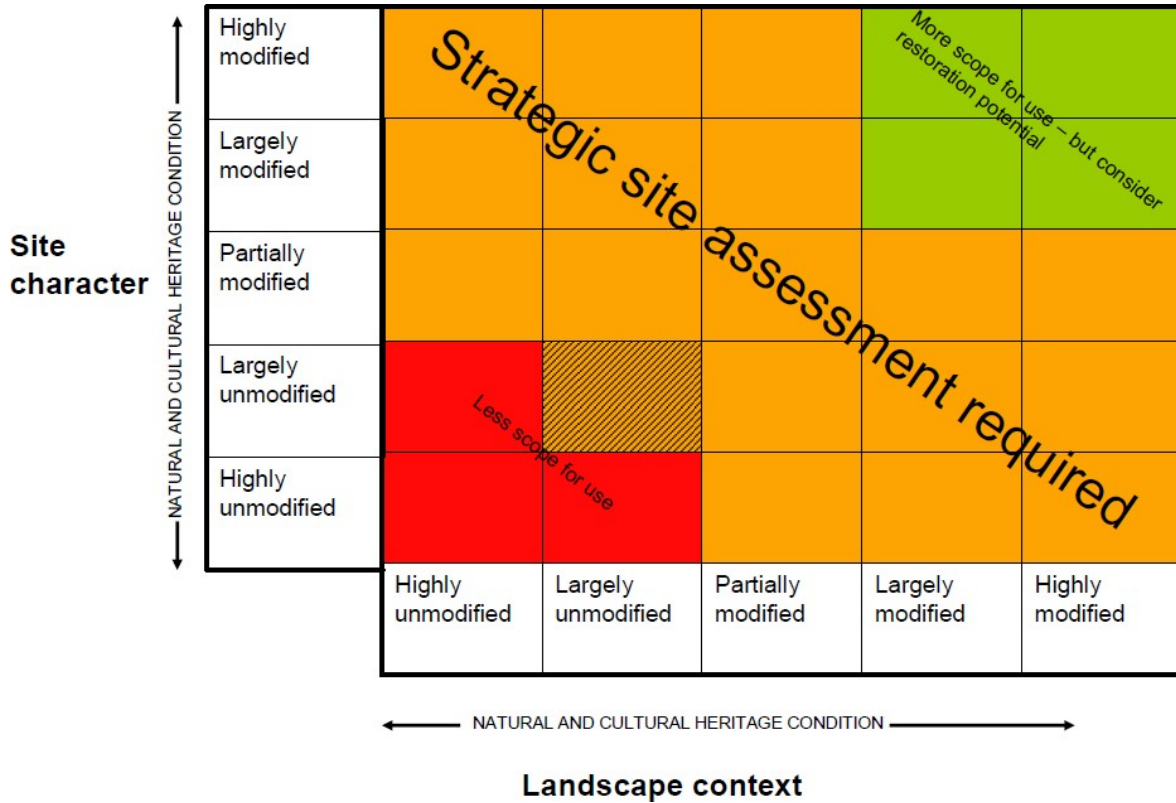 Highly
modified
Largely
modified
Partially
modified
Largely
unmodified
Highly
unmodified
NATURAL AND CULTURAL HERITAGE CONDITION
Site
character
Strategic site assessment required
More scope for use – but consider
restoration potential
Less scope for use
Highly
unmodified
Largely
unmodified
Partially
modified
Largely
modified
Highly
modified
NATURAL AND CULTURAL HERITAGE CONDITION
Landscape context